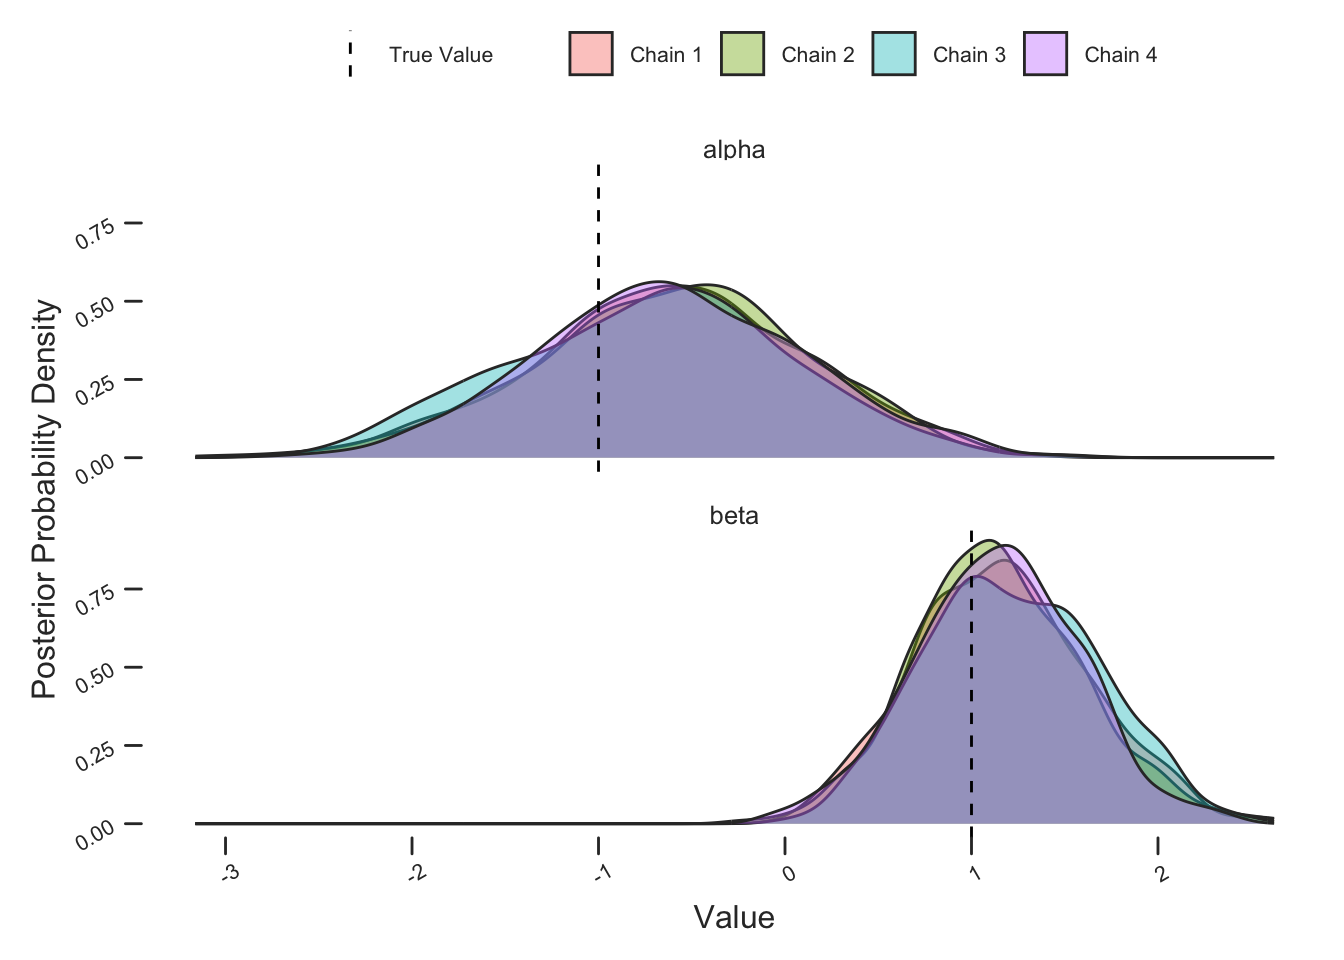 True Value Chain 1 Chain 2 Chain 3 Chain 4
alpha
0.75
0.50
0.25
0.00
Posterior Probability Density
beta
0.75
0.50
0.25
0.00
-3 -2 -1 0 1 2
Value